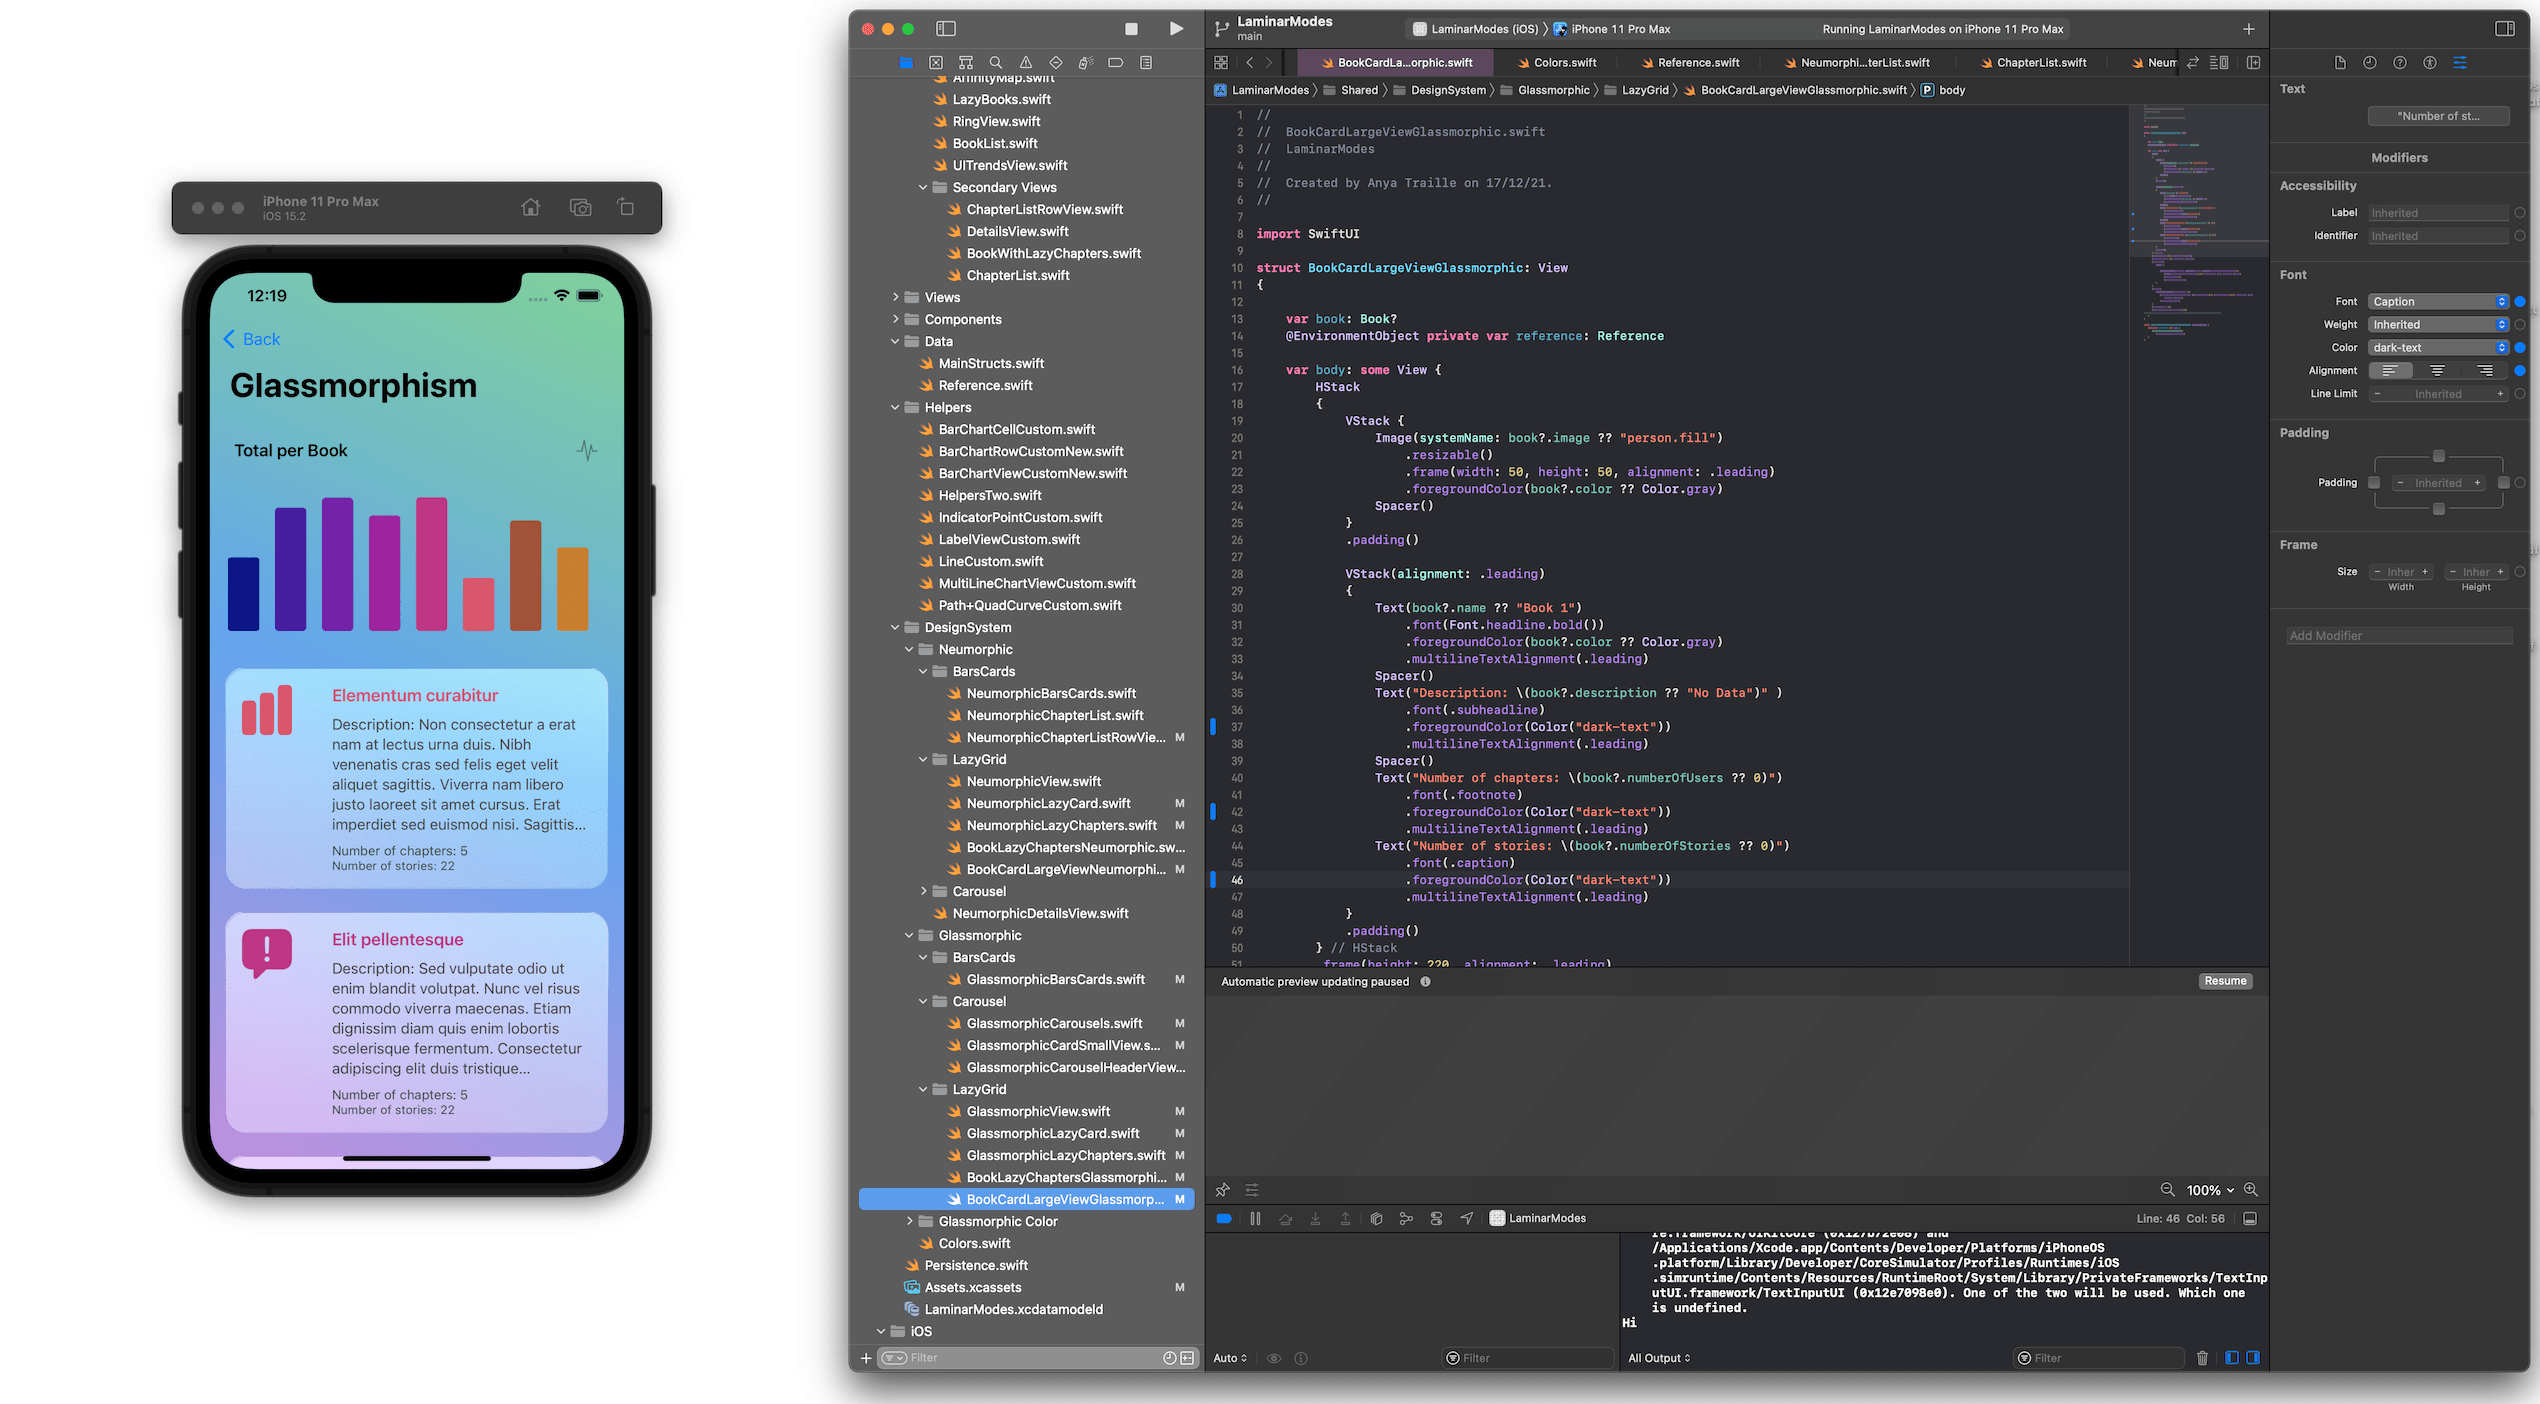 iPhone 11 Pro Max
iOS 15.2
12:19
Back
Glassmorphism
Total per Book
Elementum curabitur
Description: Non consectetur a erat
nam at lectus urna duis. Nibh
venenatis cras sed felis eget velit
aliquet sagittis. Viverra nam libero
justo laoreet sit amet cursus. Erat
imperdiet sed euismod nisi. Sagittis...
Number of chapters: 5
Number of stories: 22
Elit pellentesque
Description: Sed vulputate odio ut
enim blandit volutpat. Nunc vel risus
commodo viverra maecenas. Etiam
dignissim diam quis enim lobortis
scelerisque fermentum. Consectetur
adipiscing elit duis tristique...
Number of chapters: 5
Number of stories: 22
AffinityMap.swift
LazyBooks.swift
RingView.swift
BookList.swift
UITrendsView.swift
Secondary Views
ChapterListRowView.swift
DetailsView.swift
BookWithLazyChapters.swift
ChapterList.swift
Views
Components
Data
MainStructs.swift
Reference.swift
Helpers
BarChartCellCustom.swift
BarChartRowCustomNew.swift
BarChartViewCustomNew.swift
HelpersTwo.swift
IndicatorPointCustom.swift
LabelViewCustom.swift
LineCustom.swift
MultiLineChartViewCustom.swift
Path+QuadCurveCustom.swift
DesignSystem
Neumorphic
BarsCards
NeumorphicBarsCards.swift
NeumorphicChapterList.swift
NeumorphicChapterListRowVie... M
LazyGrid
NeumorphicView.swift
NeumorphicLazyCard.swift M
NeumorphicLazyChapters.swift M
BookLazyChaptersNeumorphic.sw...
BookCardLargeViewNeumorphi... M
Carousel
NeumorphicDetailsView.swift
Glassmorphic
BarsCards
GlassmorphicBarsCards.swift M
Carousel
GlassmorphicCarousels.swift M
GlassmorphicCardSmallView.s... M
GlassmorphicCarouselHeaderView...
LazyGrid
GlassmorphicView.swift M
GlassmorphicLazyCard.swift M
GlassmorphicLazyChapters.swift M
BookLazyChaptersGlassmorphi... M
BookCardLargeViewGlassmorp... M
Glassmorphic Color
Colors.swift
Persistence.swift
Assets.xcassets M
LaminarModes.xcdatamodeld
iOS
Filter
LaminarModes
main
LaminarModes (iOS) iPhone 11 Pro Max
Running LaminarModes on iPhone 11 Pro Max
BookCardLa...orphic.swift Colors.swift Reference.swift Neumorphi...terList.swift ChapterList.swift Neum
LaminarModes Shared DesignSystem Glassmorphic LazyGrid BookCardLargeViewGlassmorphic.swift P body
1 //
2 // BookCardLargeViewGlassmorphic.swift
3 // LaminarModes
4 //
5 // Created by Anya Traille on 17/12/21.
6 //
7
8 import SwiftUI
9
10 struct BookCardLargeViewGlassmorphic: View
11 {
12
13 var book: Book?
14 @EnvironmentObject private var reference: Reference
15
16 var body: some View {
17 HStack
18 {
19 VStack {
20 Image(systemName: book?.image ?? "person.fill")
21 .resizable()
22 .frame(width: 50, height: 50, alignment: .leading)
23 .foregroundColor(book?.color ?? Color.gray)
24 Spacer()
25 }
26 .padding()
27
28 VStack(alignment: .leading)
29 {
30 Text(book?.name ?? "Book 1")
31 .font(Font.headline.bold())
32 .foregroundColor(book?.color ?? Color.gray)
33 .multilineTextAlignment(.leading)
34 Spacer()
35 Text("Description: \(book?.description ?? "No Data")" )
36 .font(.subheadline)
37 .foregroundColor(Color("dark-text"))
38 .multilineTextAlignment(.leading)
39 Spacer()
40 Text("Number of chapters: \(book?.numberOfUsers ?? 0)")
41 .font(.footnote)
42 .foregroundColor(Color("dark-text"))
43 .multilineTextAlignment(.leading)
44 Text("Number of stories: \(book?.numberOfStories ?? 0)")
45 .font(.caption)
46 .foregroundColor(Color("dark-text"))
47 .multilineTextAlignment(.leading)
48 }
49 .padding()
50 } // HStack
51 .frame(height: 220, alignment: .leading)
Automatic preview updating paused
Resume
100%
LaminarModes
Line: 46 Col: 56
/Applications/Xcode.app/Contents/Developer/Platforms/iPhoneOS
.platform/Library/Developer/CoreSimulator/Profiles/Runtimes/iOS
.simruntime/Contents/Resources/RuntimeRoot/System/Library/PrivateFrameworks/TextInp
utUI.framework/TextInputUI (0x12e7098e0). One of the two will be used. Which one
is undefined.
Hi
Auto
Filter
All Output
Filter
Text
"Number of st...
Modifiers
Accessibility
Label Inherited
Identifier Inherited
Font
Font Caption
Weight Inherited
Color dark-text
Alignment
Line Limit - Inherited +
Padding
Padding - Inherited +
Frame
Size - Inher + - Inher +
Width Height
Add Modifier